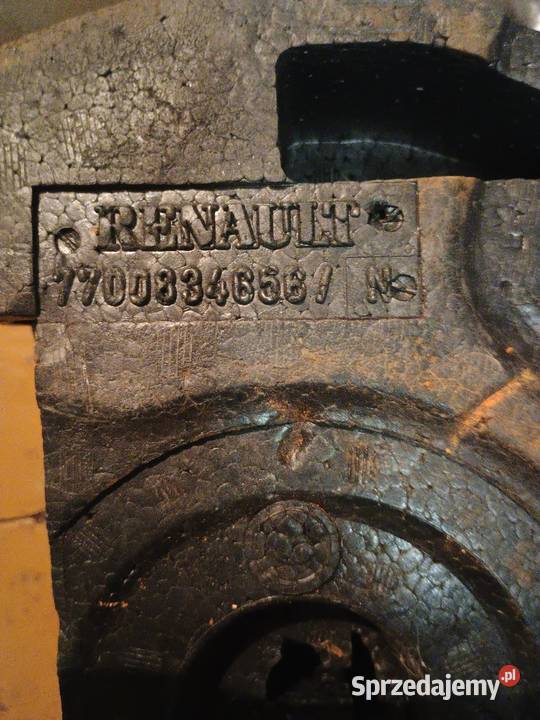 RENAULT
7700834656/ N
Sprzedajemy.pl